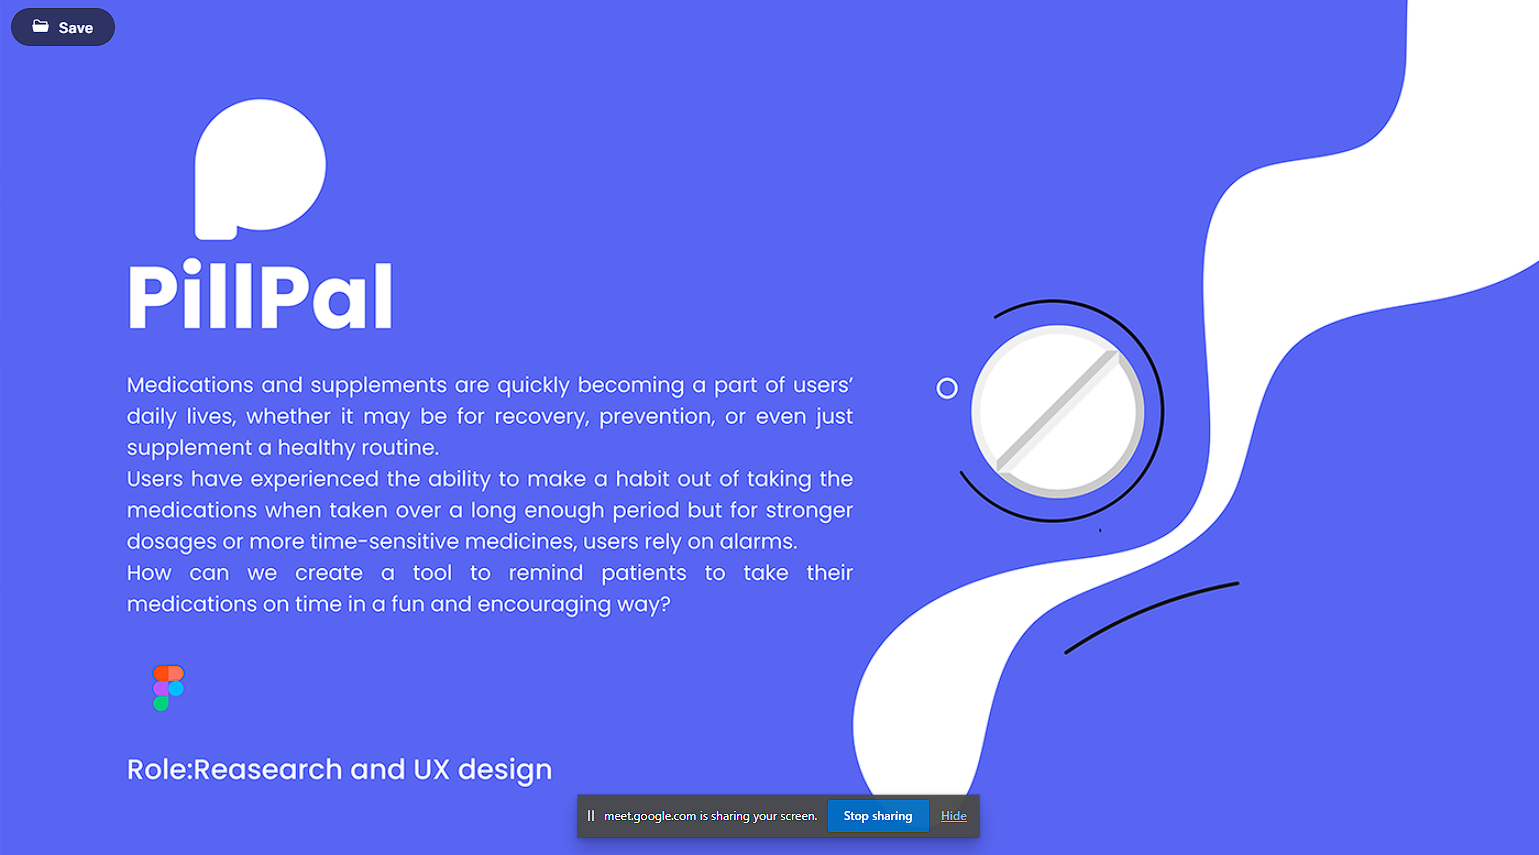 Save
PillPal
Medications and supplements are quickly becoming a part of users’
daily lives, whether it may be for recovery, prevention, or even just
supplement a healthy routine.
Users have experienced the ability to make a habit out of taking the
medications when taken over a long enough period but for stronger
dosages or more time-sensitive medicines, users rely on alarms.
How can we create a tool to remind patients to take their
medications on time in a fun and encouraging way?
Role:Reasearch and UX design
meet.google.com is sharing your screen. Stop sharing Hide